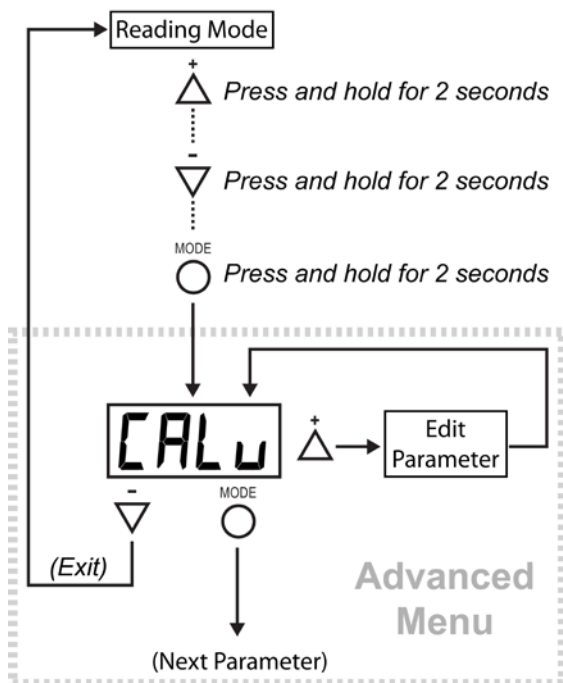 Reading Mode
+
Press and hold for 2 seconds
-
Press and hold for 2 seconds
MODE
Press and hold for 2 seconds
CALu
+
Edit
Parameter
-
MODE
(Exit)
Advanced
Menu
(Next Parameter)